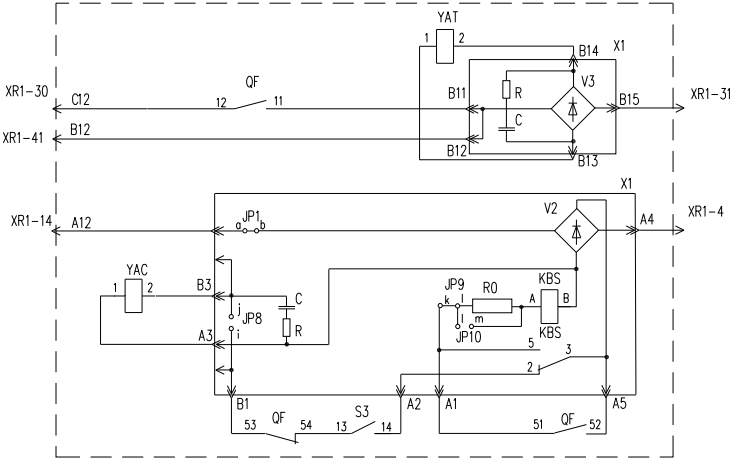 YAT
1 2
B14 X1
QF V3
XR1-30 C12 12 11 B11 R B15 XR1-31
XR1-41 B12 B12 C B13
X1
XR1-14 A12 a JP1 b V2 A4 XR1-4
YAC
1 2 B3 C JP9 R0 KBS
j k l A B
JP8
A3 i R l m KBS
JP10
5
3
2
B1 A2 A1 A5
53 QF 54 13 S3 14 51 QF 52